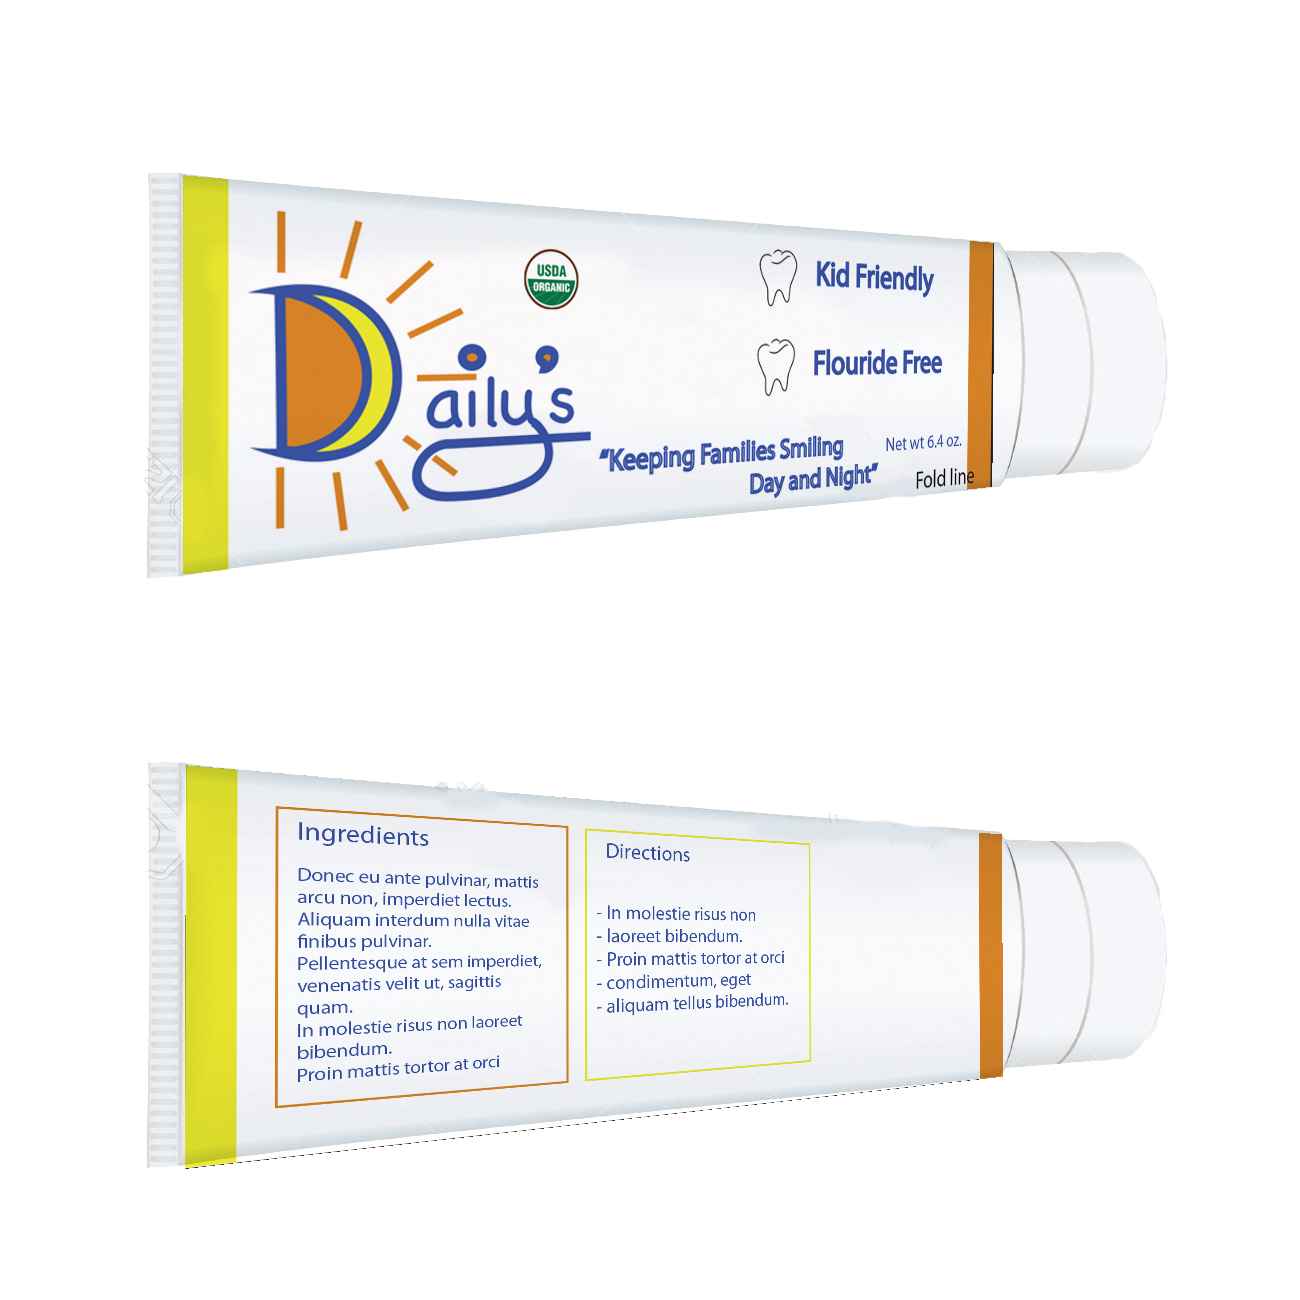 USDA
ORGANIC
Daily's
Kid Friendly
Flouride Free
"Keeping Families Smiling
Day and Night"
Net wt 6.4 oz.
Fold line
Ingredients
Donec eu ante pulvinar, mattis
arcu non, imperdiet lectus.
Aliquam interdum nulla vitae
finibus pulvinar.
Pellentesque at sem imperdiet,
venenatis velit ut, sagittis
quam.
In molestie risus non laoreet
bibendum.
Proin mattis tortor at orci
Directions
- In molestie risus non
- laoreet bibendum.
- Proin mattis tortor at orci
- condimentum, eget
- aliquam tellus bibendum.